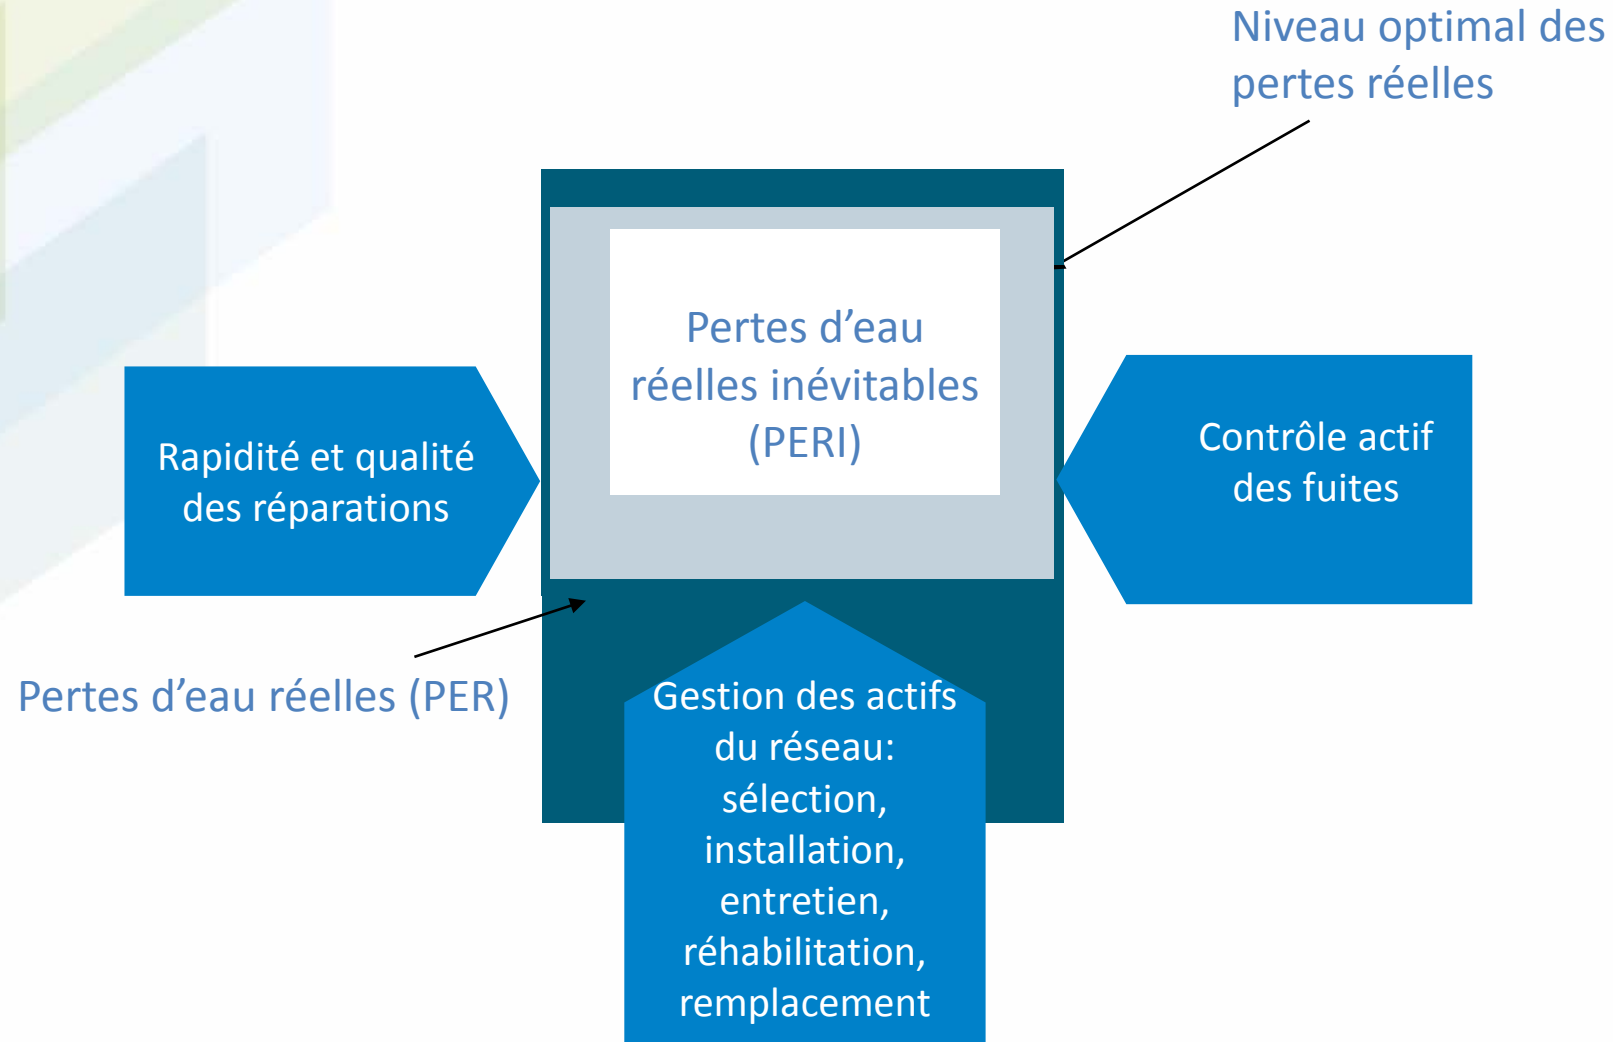 Niveau optimal des
pertes réelles
Pertes d’eau
réelles inévitables
(PERI)
Rapidité et qualité
des réparations
Contrôle actif
des fuites
Pertes d’eau réelles (PER)
Gestion des actifs
du réseau:
sélection,
installation,
entretien,
réhabilitation,
remplacement